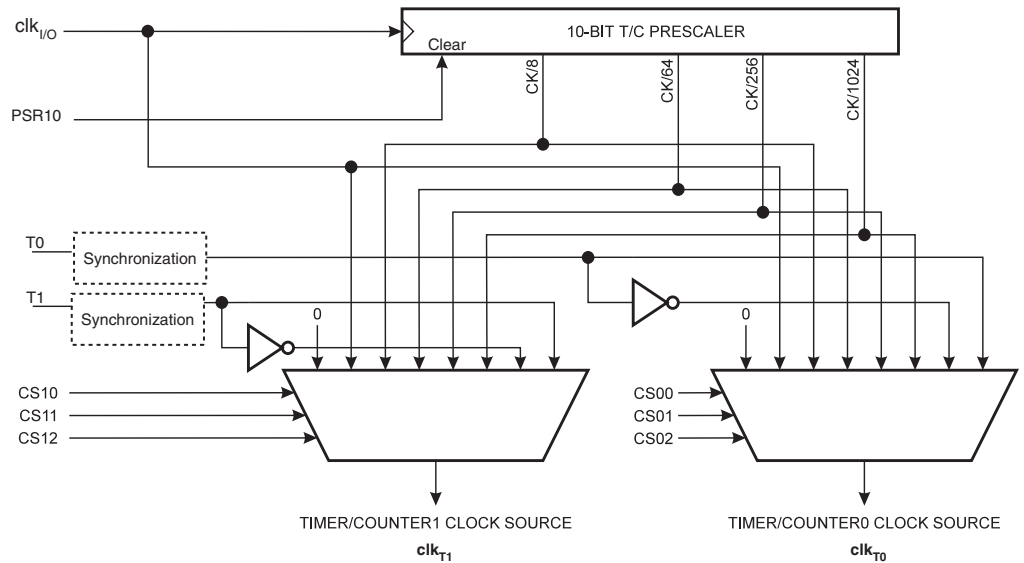 clkI/O
10-BIT T/C PRESCALER
Clear
CK/8
CK/64
CK/256
CK/1024
PSR10
T0
Synchronization
T1
Synchronization
0
0
CS10
CS11
CS12
CS00
CS01
CS02
TIMER/COUNTER1 CLOCK SOURCE
clkT1
TIMER/COUNTER0 CLOCK SOURCE
clkT0